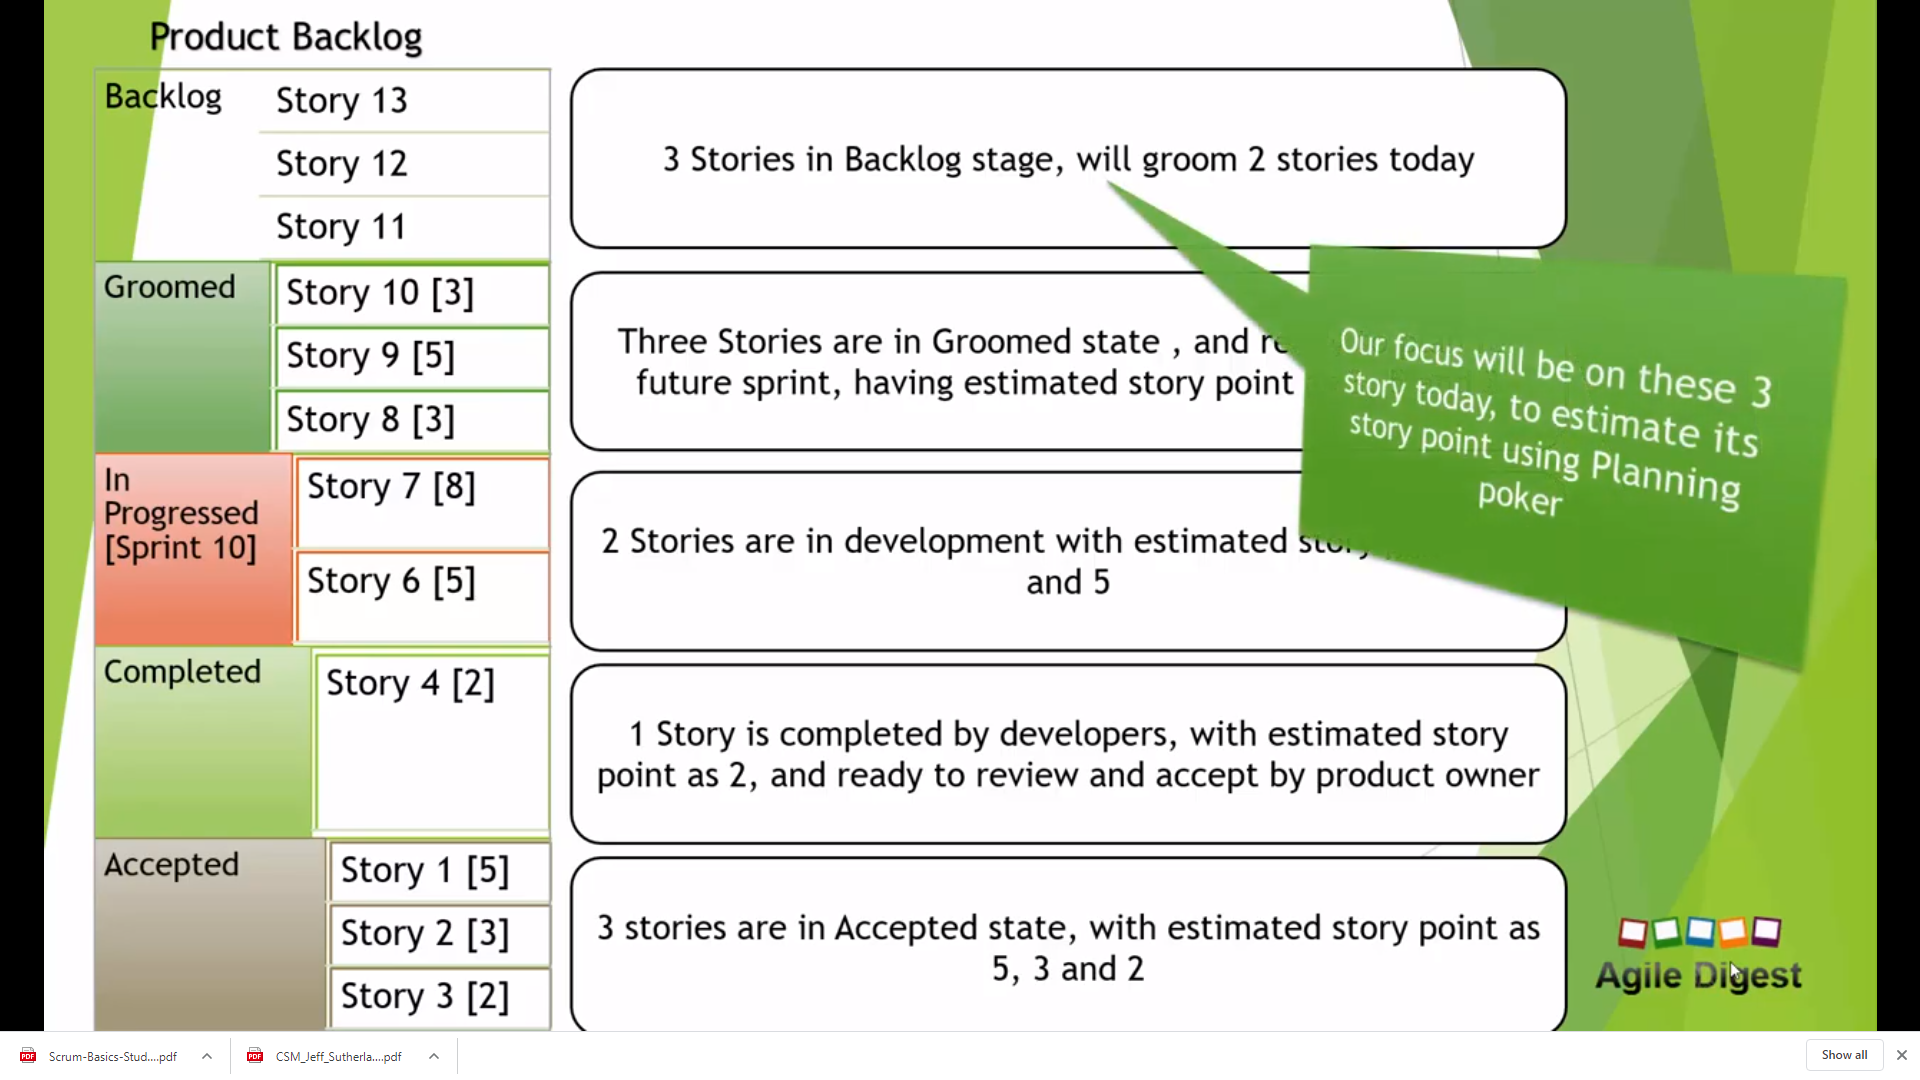 Product Backlog
Backlog
Story 13
Story 12
Story 11
3 Stories in Backlog stage, will groom 2 stories today
Groomed
Story 10 [3]
Story 9 [5]
Story 8 [3]
Three Stories are in Groomed state , and
future sprint, having estimated story point
Our focus will be on these 3
story today, to estimate its
story point using Planning
poker
In
Progressed
[Sprint 10]
Story 7 [8]
Story 6 [5]
2 Stories are in development with estimated
and 5
Completed
Story 4 [2]
1 Story is completed by developers, with estimated story
point as 2, and ready to review and accept by product owner
Accepted
Story 1 [5]
Story 2 [3]
Story 3 [2]
3 stories are in Accepted state, with estimated story point as
5, 3 and 2
Agile Digest
Scrum-Basics-Stud....pdf
CSM_Jeff_Sutherla....pdf
Show all